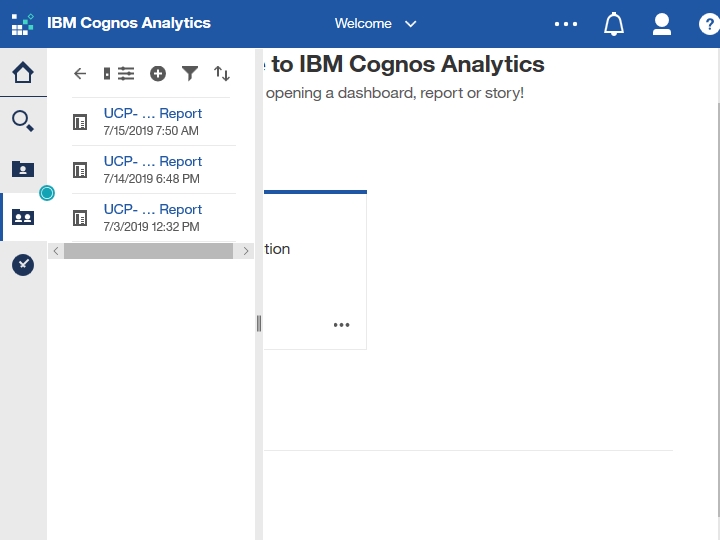 IBM Cognos Analytics
Welcome
?
to IBM Cognos Analytics
opening a dashboard, report or story!
UCP- ... Report
7/15/2019 7:50 AM
UCP- ... Report
7/14/2019 6:48 PM
UCP- ... Report
7/3/2019 12:32 PM
tion